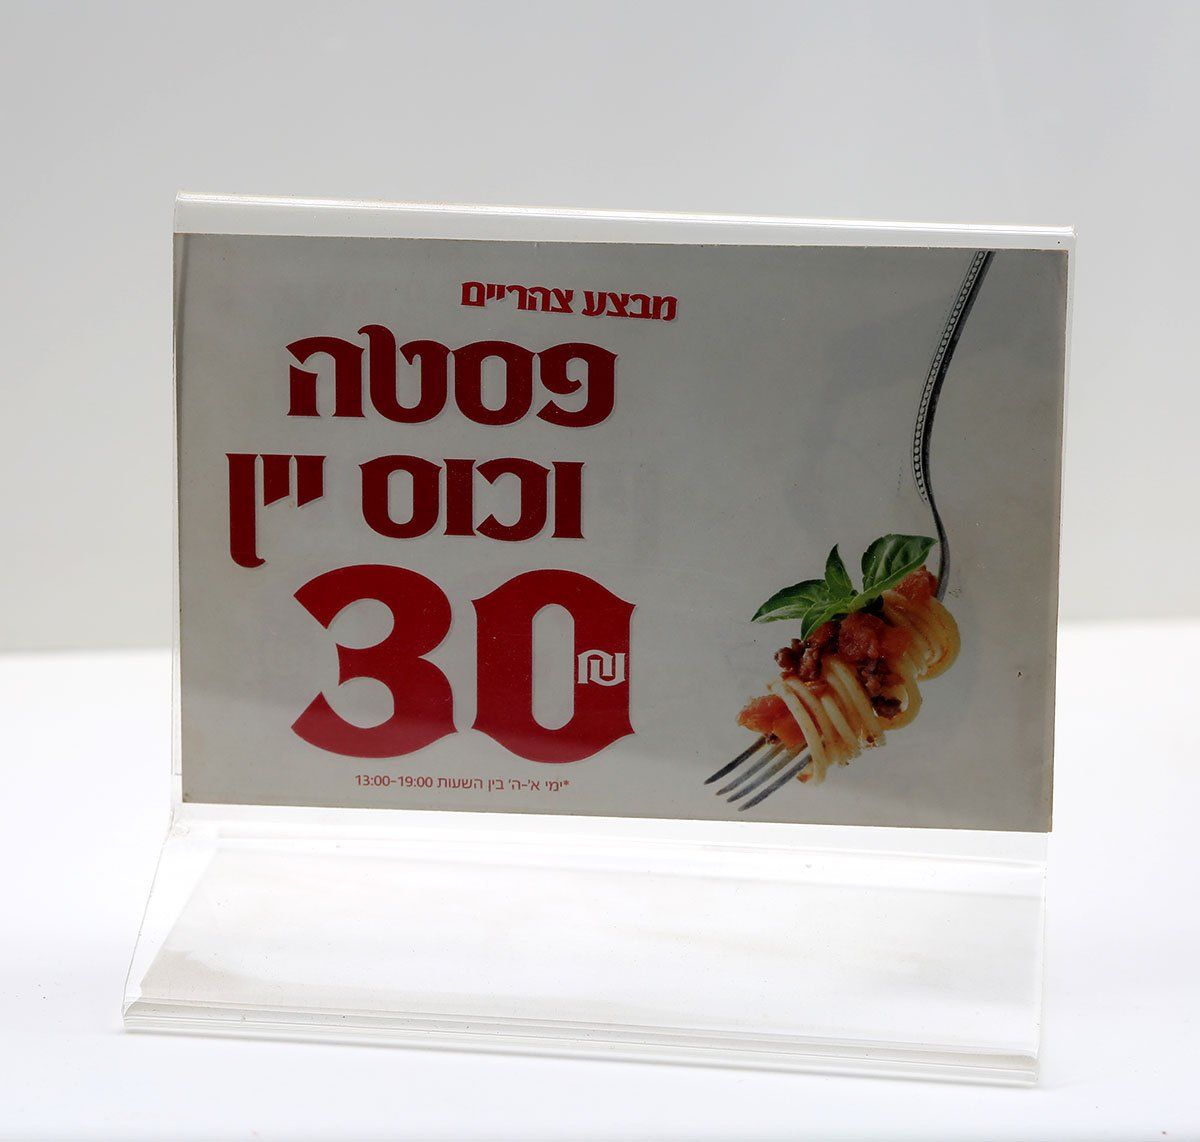 מבצע צהריים
פסטה
וכוס יין
30₪
*ימי א'-ה' בין השעות 13:00-19:00